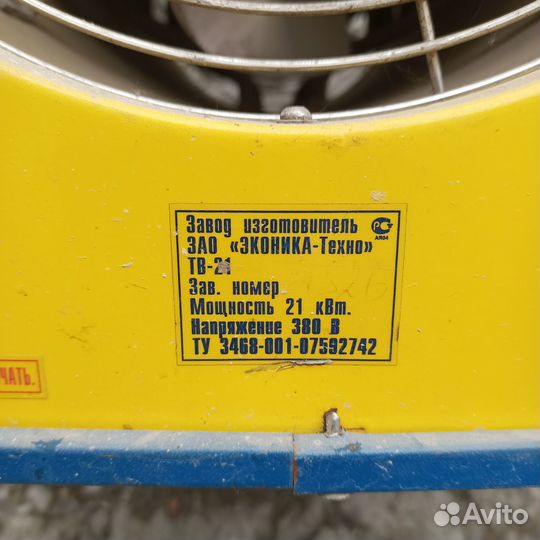 Завод изготовитель
ЗАО «ЭКОНИКА-Техно»
АЯ04
ТВ-21
Зав. номер
Мощность 21 кВт.
Напряжение 380 В
ТУ 3468-001-07592742
ЧАТЬ.
Avito